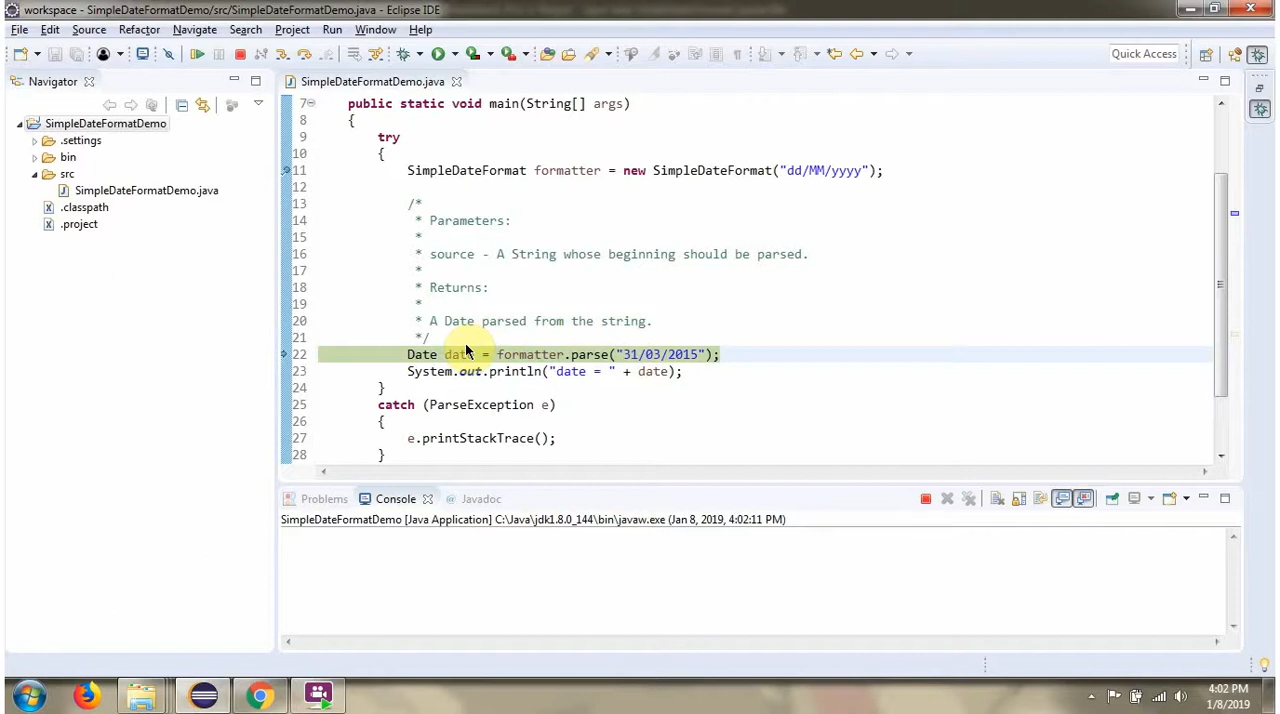 workspace - SimpleDateFormatDemo/src/SimpleDateFormatDemo.java - Eclipse IDE
File Edit Source Refactor Navigate Search Project Run Window Help
Quick Access
Navigator
SimpleDateFormatDemo.java
SimpleDateFormatDemo
.settings
bin
src
SimpleDateFormatDemo.java
.classpath
.project
7 public static void main(String[] args)
8 {
9 try
10 {
11 SimpleDateFormat formatter = new SimpleDateFormat("dd/MM/yyyy");
12
13 /*
14 * Parameters:
15 *
16 * source - A String whose beginning should be parsed.
17 *
18 * Returns:
19 *
20 * A Date parsed from the string.
21 */
22 Date date = formatter.parse("31/03/2015");
23 System.out.println("date = " + date);
24 }
25 catch (ParseException e)
26 {
27 e.printStackTrace();
28 }
Problems Console Javadoc
SimpleDateFormatDemo [Java Application] C:\Java\jdk1.8.0_144\bin\javaw.exe (Jan 8, 2019, 4:02:11 PM)
4:02 PM
1/8/2019